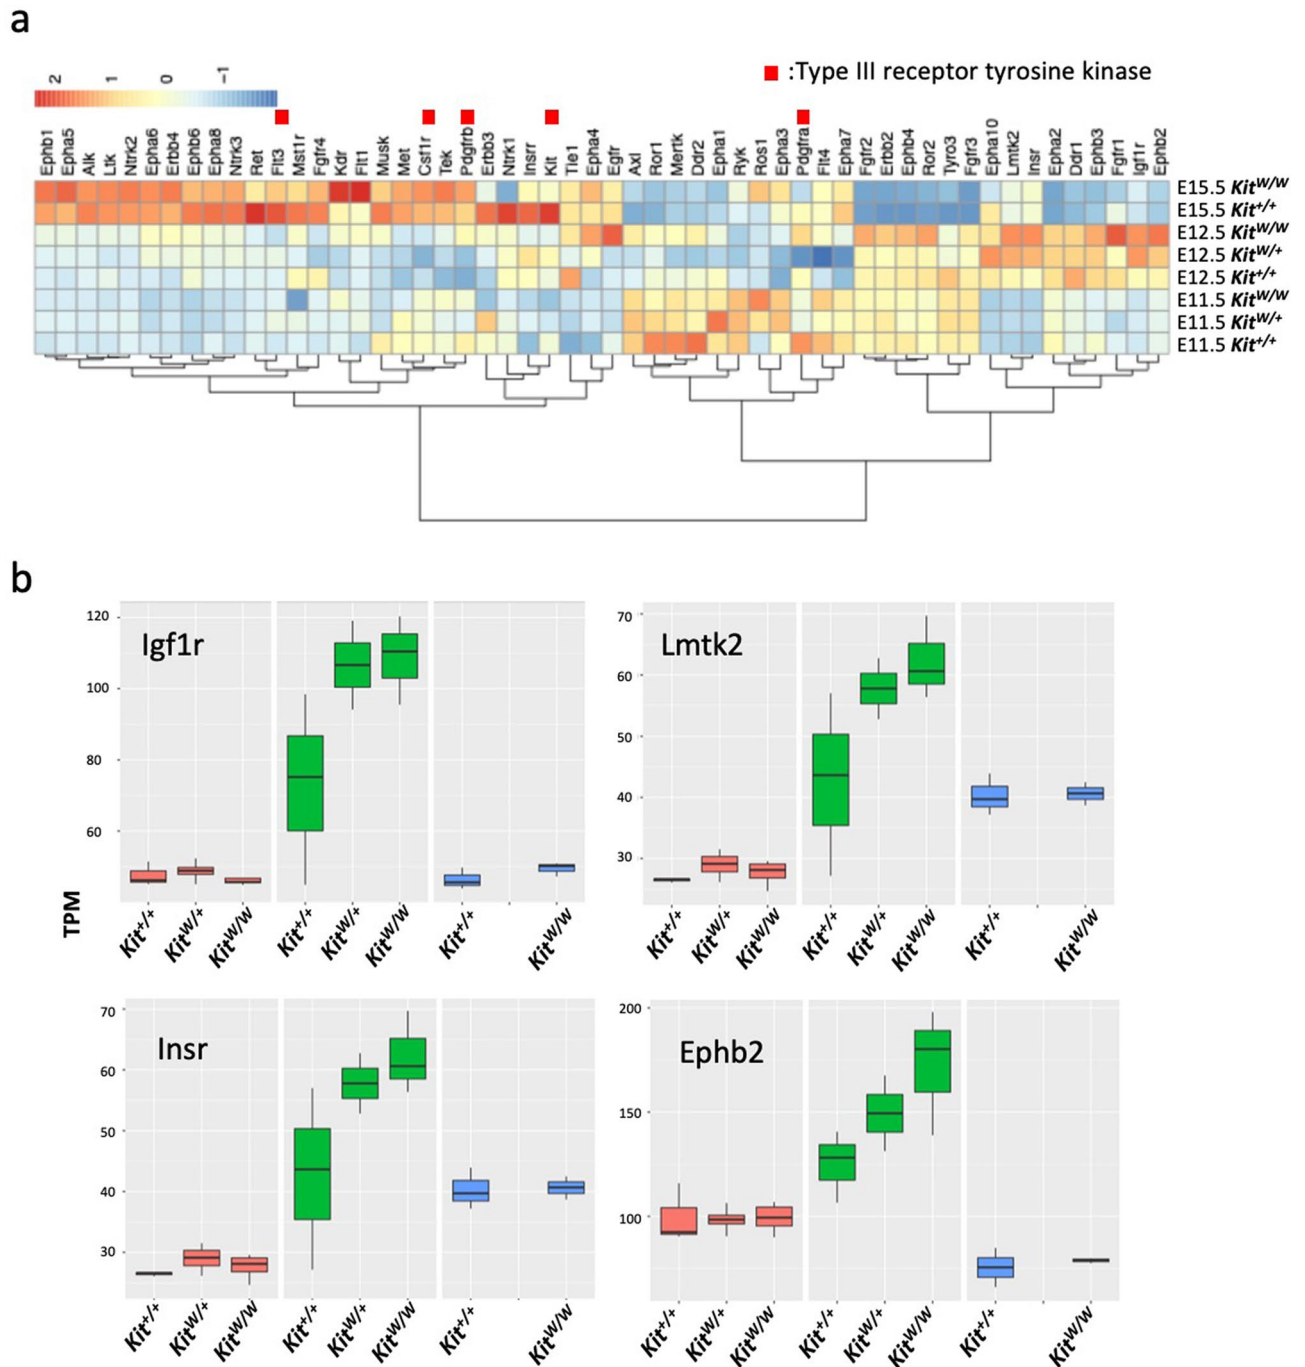 a
:Type III receptor tyrosine kinase
2 1 0 −1
Ephb1 Epha5 Alk Ltk Ntrk2 Epha6 Erbb4 Ephb6 Epha8 Ntrk3 Ret Flt3 Mst1r Fgfr4 Kdr Flt1 Musk Met Csf1r Tek Pdgfrb Erbb3 Ntrk1 Insrr Kit Tie1 Epha4 Egfr Axl Ror1 Mertk Ddr2 Epha1 Ryk Ros1 Epha3 Pdgfra Flt4 Epha7 Fgfr2 Erbb2 Ephb4 Ror2 Tyro3 Fgfr3 Epha10 Lmtk2 Insr Epha2 Ddr1 Ephb3 Fgfr1 Igf1r Ephb2
E15.5 Kit^W/W
E15.5 Kit^+/+
E12.5 Kit^W/W
E12.5 Kit^W/+
E12.5 Kit^+/+
E11.5 Kit^W/W
E11.5 Kit^W/+
E11.5 Kit^+/+
b
TPM
Igf1r
120
100
80
60
Kit^+/+ Kit^W/+ Kit^W/W Kit^+/+ Kit^W/+ Kit^W/W Kit^+/+ Kit^W/W
Lmtk2
70
60
50
40
30
Kit^+/+ Kit^W/+ Kit^W/W Kit^+/+ Kit^W/+ Kit^W/W Kit^+/+ Kit^W/W
Insr
70
60
50
40
30
Kit^+/+ Kit^W/+ Kit^W/W Kit^+/+ Kit^W/+ Kit^W/W Kit^+/+ Kit^W/W
Ephb2
200
150
100
Kit^+/+ Kit^W/+ Kit^W/W Kit^+/+ Kit^W/+ Kit^W/W Kit^+/+ Kit^W/W